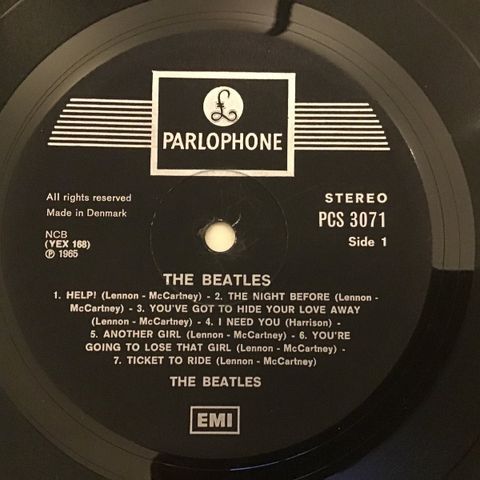 £
PARLOPHONE
All rights reserved
Made in Denmark
STEREO
PCS 3071
Side 1
NCB
(YEX 168)
Ⓟ 1965
THE BEATLES
1. HELP! (Lennon - McCartney) - 2. THE NIGHT BEFORE (Lennon -
McCartney) - 3. YOU'VE GOT TO HIDE YOUR LOVE AWAY
(Lennon - McCartney) - 4. I NEED YOU (Harrison) -
5. ANOTHER GIRL (Lennon - McCartney) - 6. YOU'RE
GOING TO LOSE THAT GIRL (Lennon - McCartney) -
7. TICKET TO RIDE (Lennon - McCartney)
THE BEATLES
EMI